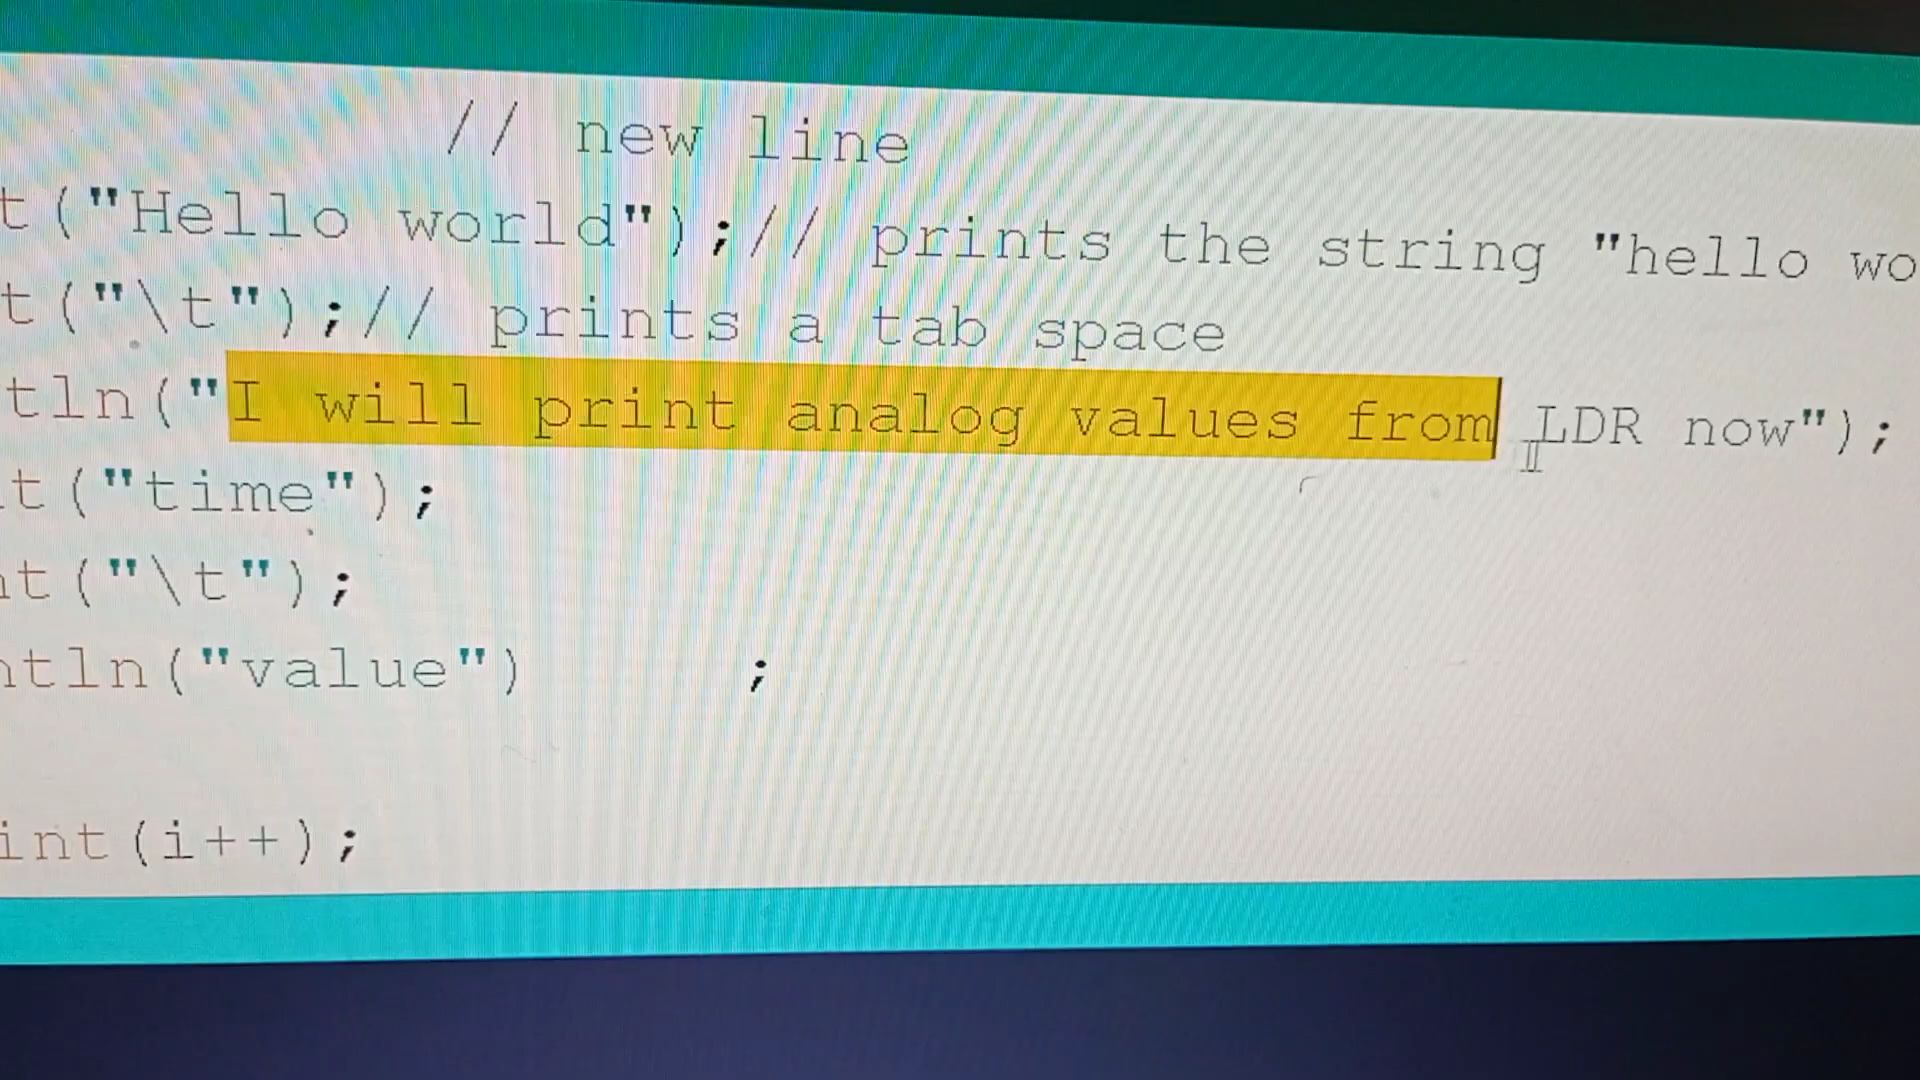 // new line
t("Hello world");// prints the string "hello wo
t("\t");// prints a tab space
tln("I will print analog values from LDR now");
t("time");
nt("\t");
ntln("value")      ;
int(i++);